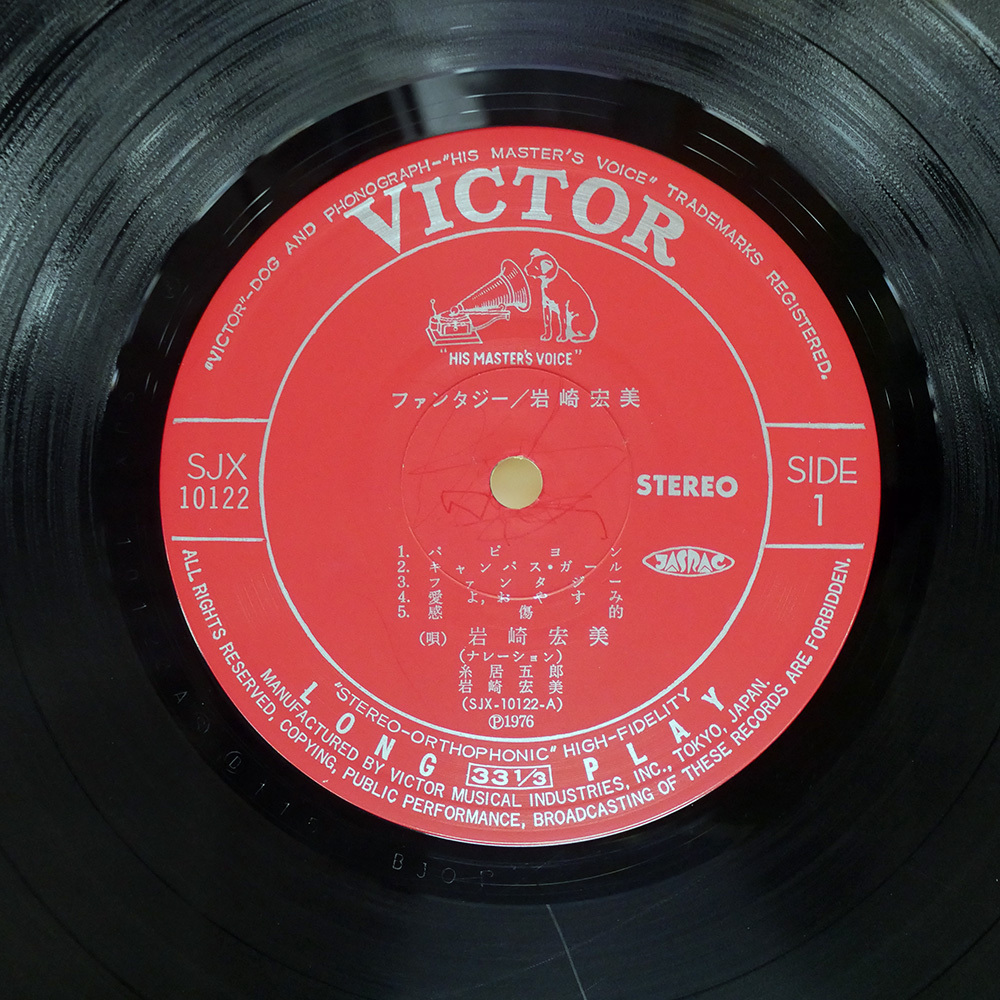 "VICTOR"-DOG AND PHONOGRAPH-"HIS MASTER'S VOICE" TRADEMARKS REGISTERED.
VICTOR
"HIS MASTER'S VOICE"
ファンタジー/岩崎宏美
SJX
10122
STEREO
SIDE
1
JASRAC
1. パピヨン
2. キャンパス・ガール
3. ファンタジー
4. 愛よ,おやすみ
5. 感傷的
(唄) 岩崎宏美
(ナレーション)
糸居五郎
岩崎宏美
(SJX-10122-A)
Ⓟ1976
"STEREO-ORTHOPHONIC" HIGH-FIDELITY
LONG 33 1/3 PLAY
MANUFACTURED BY VICTOR MUSICAL INDUSTRIES, INC., TOKYO, JAPAN.
ALL RIGHTS RESERVED, COPYING, PUBLIC PERFORMANCE, BROADCASTING OF THESE RECORDS ARE FORBIDDEN.